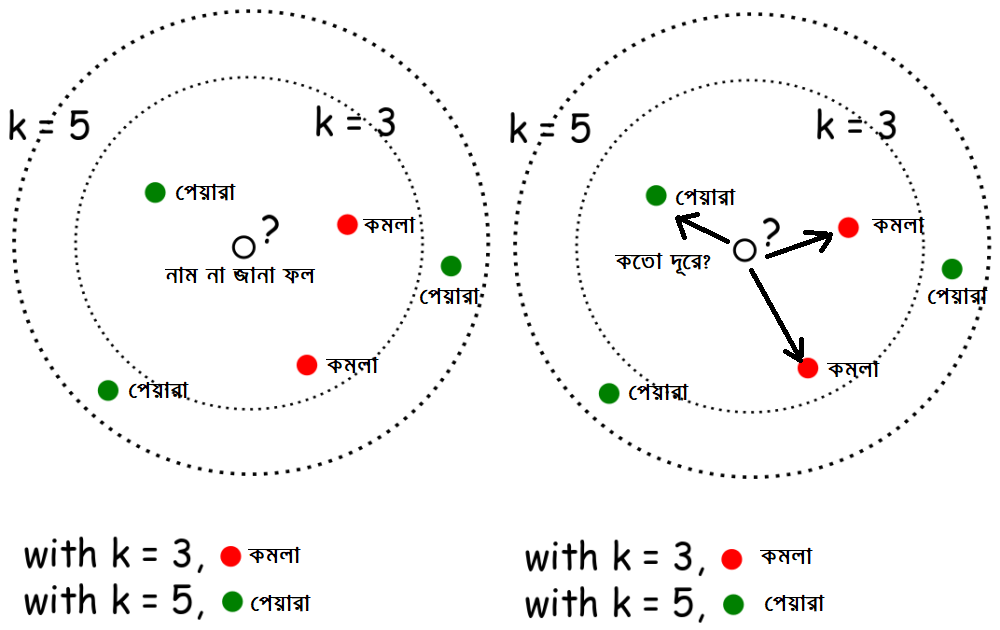 k = 5
k = 3
পেয়ারা
কমলা
?
নাম না জানা ফল
পেয়ারা
কমলা
পেয়ারা
with k = 3, কমলা
with k = 5, পেয়ারা
k = 5
k = 3
পেয়ারা
কমলা
?
কতো দূরে?
পেয়ারা
কমলা
পেয়ারা
with k = 3, কমলা
with k = 5, পেয়ারা